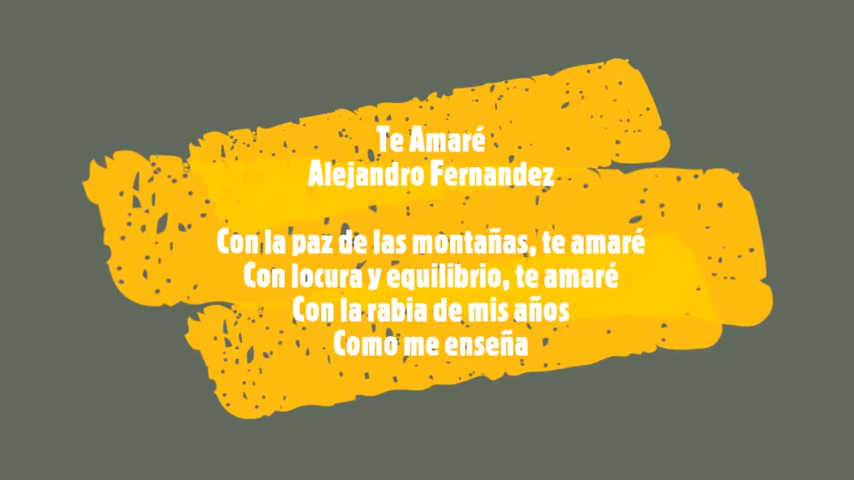 Te Amaré
Alejandro Fernandez
Con la paz de las montañas, te amaré
Con locura y equilibrio, te amaré
Con la rabia de mis años
Como me enseña